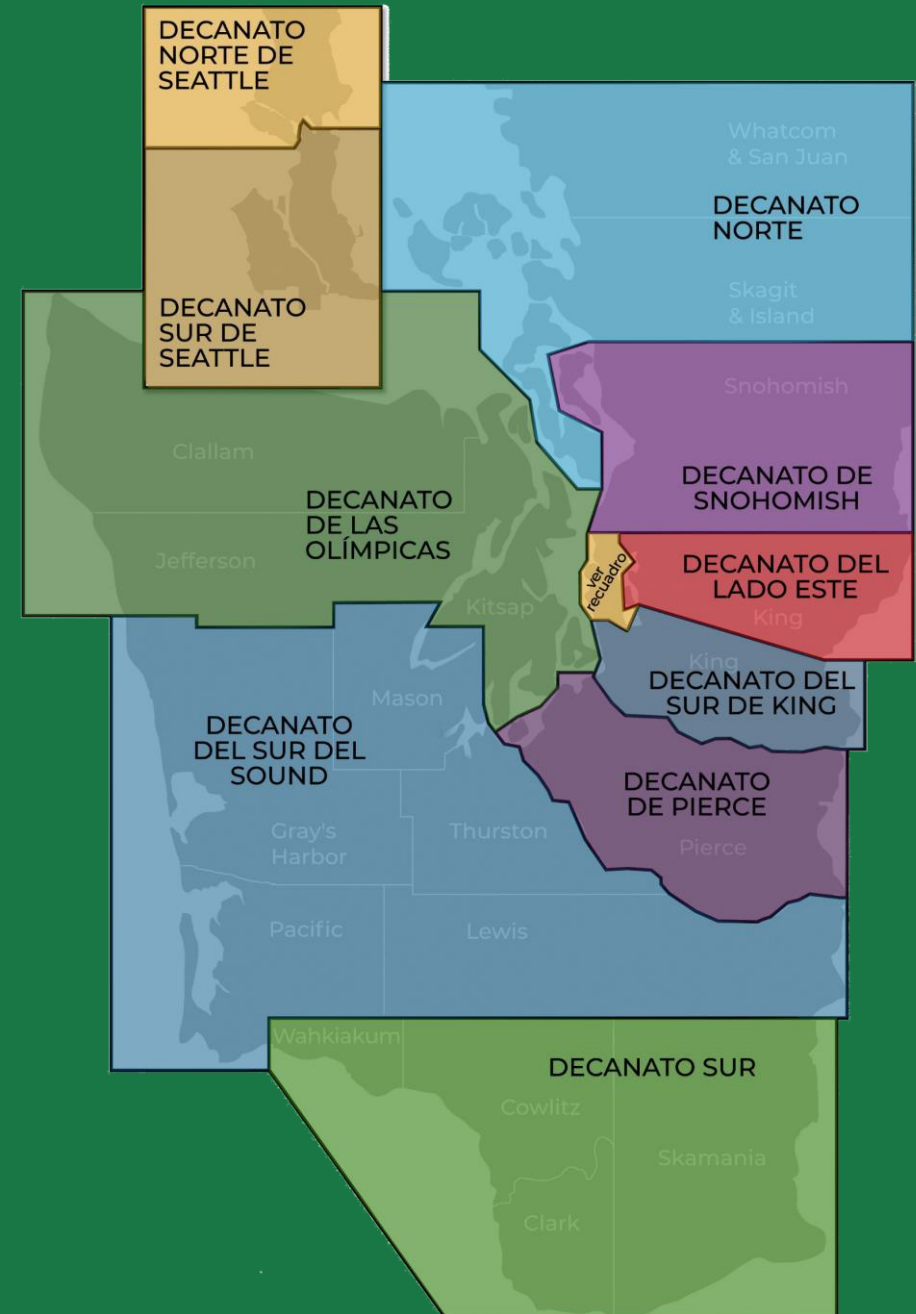 DECANATO
NORTE DE
SEATTLE
Whatcom
& San Juan
DECANATO
NORTE
DECANATO
SUR DE
SEATTLE
Skagit
& Island
Snohomish
Clallam
DECANATO DE
SNOHOMISH
DECANATO
DE LAS
OLÍMPICAS
Jefferson
Kitsap
ver
recuadro
DECANATO DEL
LADO ESTE
King
King
DECANATO DEL
SUR DE KING
Mason
DECANATO
DEL SUR DEL
SOUND
DECANATO
DE PIERCE
Gray's
Harbor
Thurston
Pierce
Pacific
Lewis
Wahkiakum
DECANATO SUR
Cowlitz
Skamania
Clark